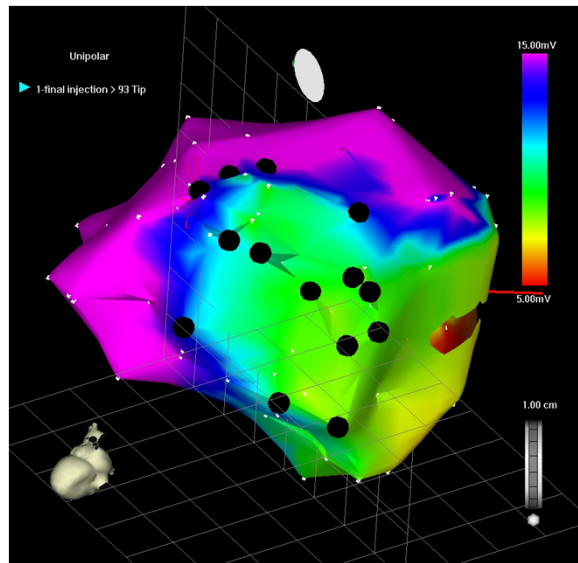 Unipolar
15.00mV
1-final injection > 93 Tip
5.00mV
1.00 cm